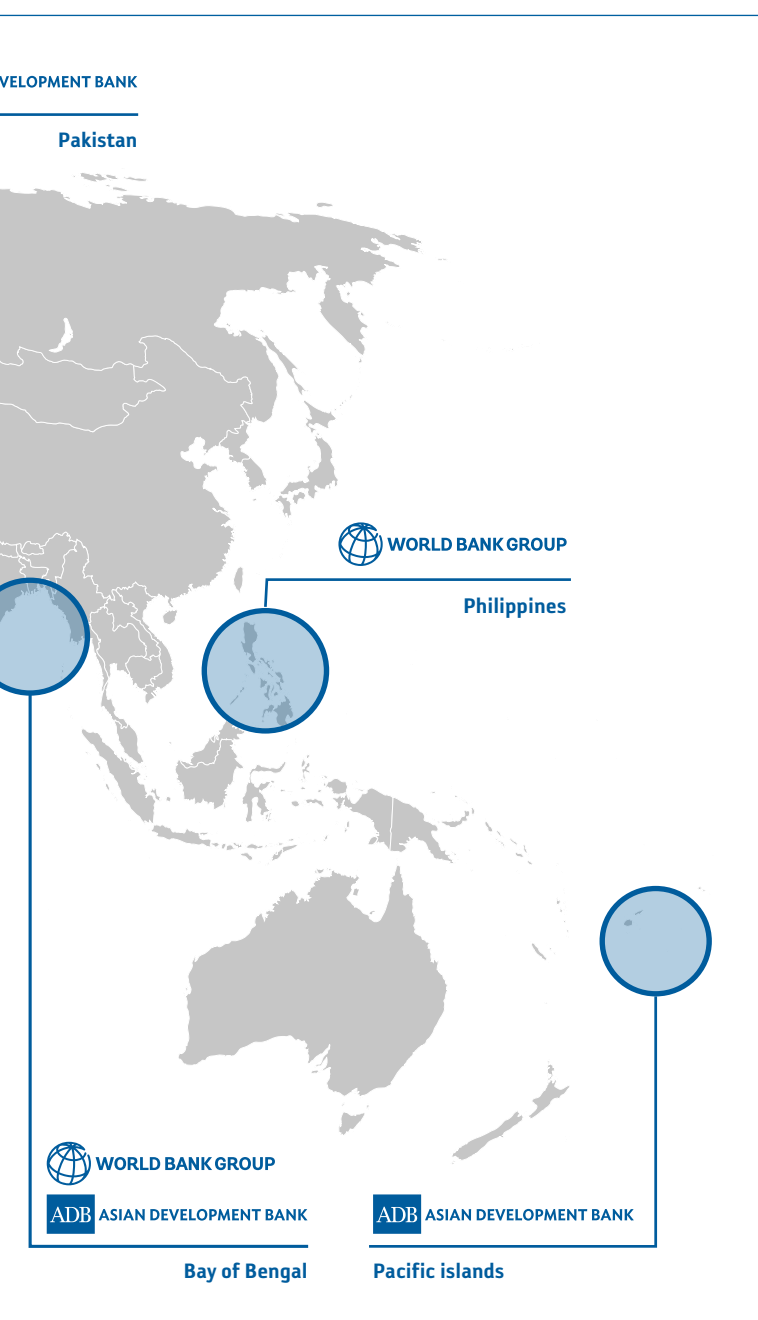 VELOPMENT BANK
Pakistan
WORLD BANK GROUP
Philippines
WORLD BANK GROUP
ADB ASIAN DEVELOPMENT BANK
Bay of Bengal
ADB ASIAN DEVELOPMENT BANK
Pacific islands